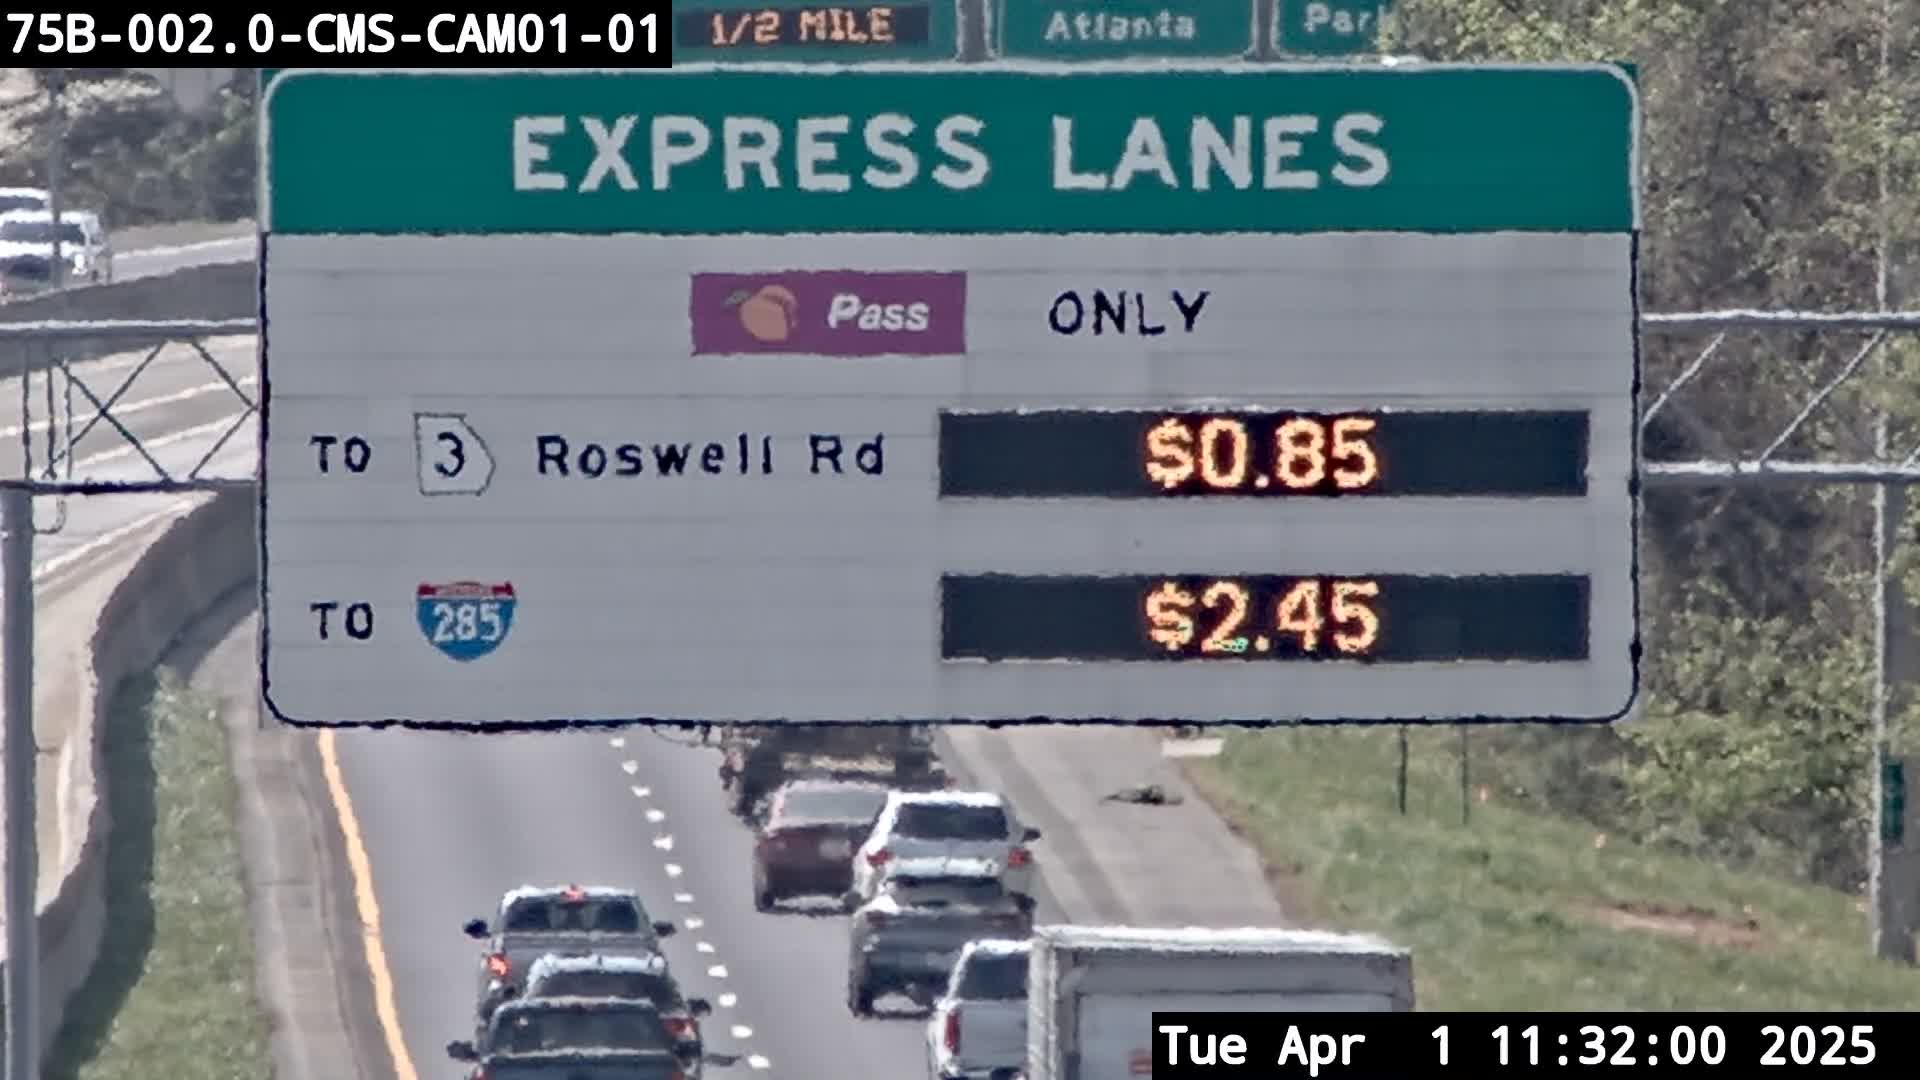 75B-002.0-CMS-CAM01-01
1/2 MILE
Atlanta
EXPRESS LANES
Pass ONLY
TO 3 Roswell Rd $0.85
TO 285 $2.45
Tue Apr 1 11:32:00 2025